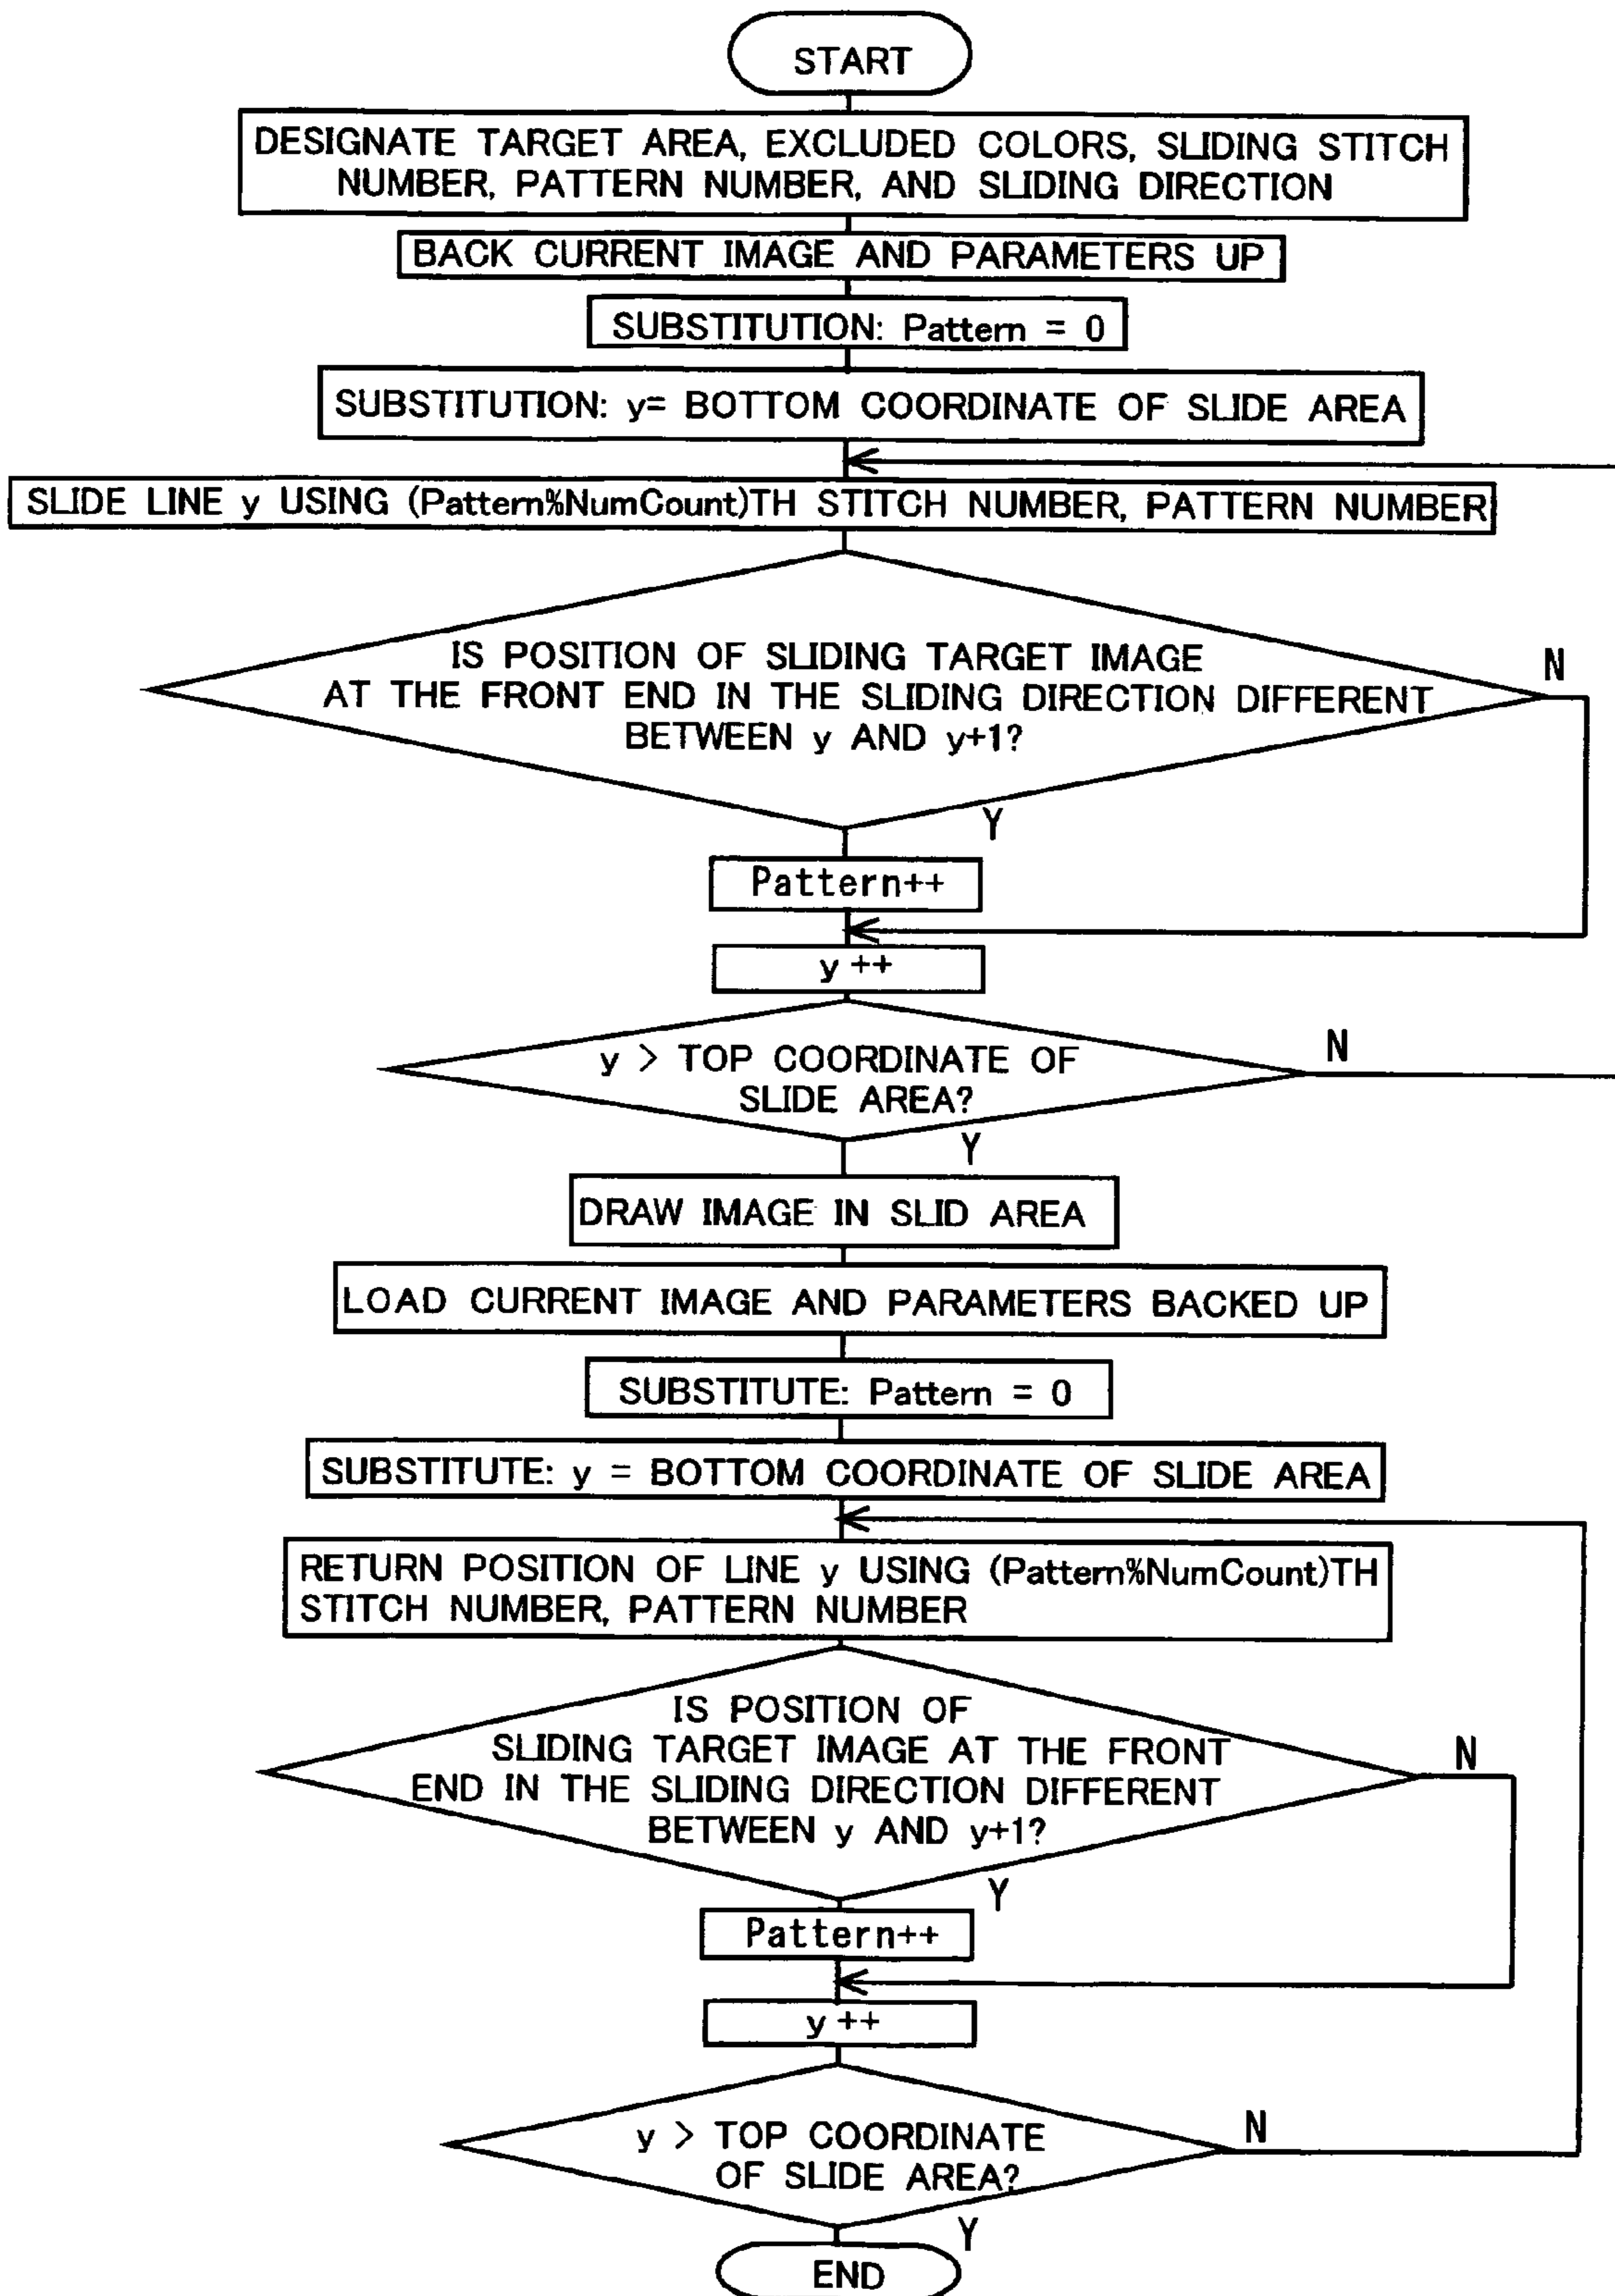 START
DESIGNATE TARGET AREA, EXCLUDED COLORS, SLIDING STITCH
NUMBER, PATTERN NUMBER, AND SLIDING DIRECTION
BACK CURRENT IMAGE AND PARAMETERS UP
SUBSTITUTION: Pattern = 0
SUBSTITUTION: y= BOTTOM COORDINATE OF SLIDE AREA
SLIDE LINE y USING (Pattern%NumCount)TH STITCH NUMBER, PATTERN NUMBER
IS POSITION OF SLIDING TARGET IMAGE
N
AT THE FRONT END IN THE SLIDING DIRECTION DIFFERENT
BETWEEN y AND y+1?
Y
Pattern++
y ++
N
y > TOP COORDINATE OF
SLIDE AREA?
Y
DRAW IMAGE IN SLID AREA
LOAD CURRENT IMAGE AND PARAMETERS BACKED UP
SUBSTITUTE: Pattern = 0
SUBSTITUTE: y = BOTTOM COORDINATE OF SLIDE AREA
RETURN POSITION OF LINE y USING (Pattern%NumCount)TH
STITCH NUMBER, PATTERN NUMBER
IS POSITION OF
SLIDING TARGET IMAGE AT THE FRONT
N
END IN THE SLIDING DIRECTION DIFFERENT
BETWEEN y AND y+1?
Y
Pattern++
y ++
N
y > TOP COORDINATE
OF SLIDE AREA?
Y
END